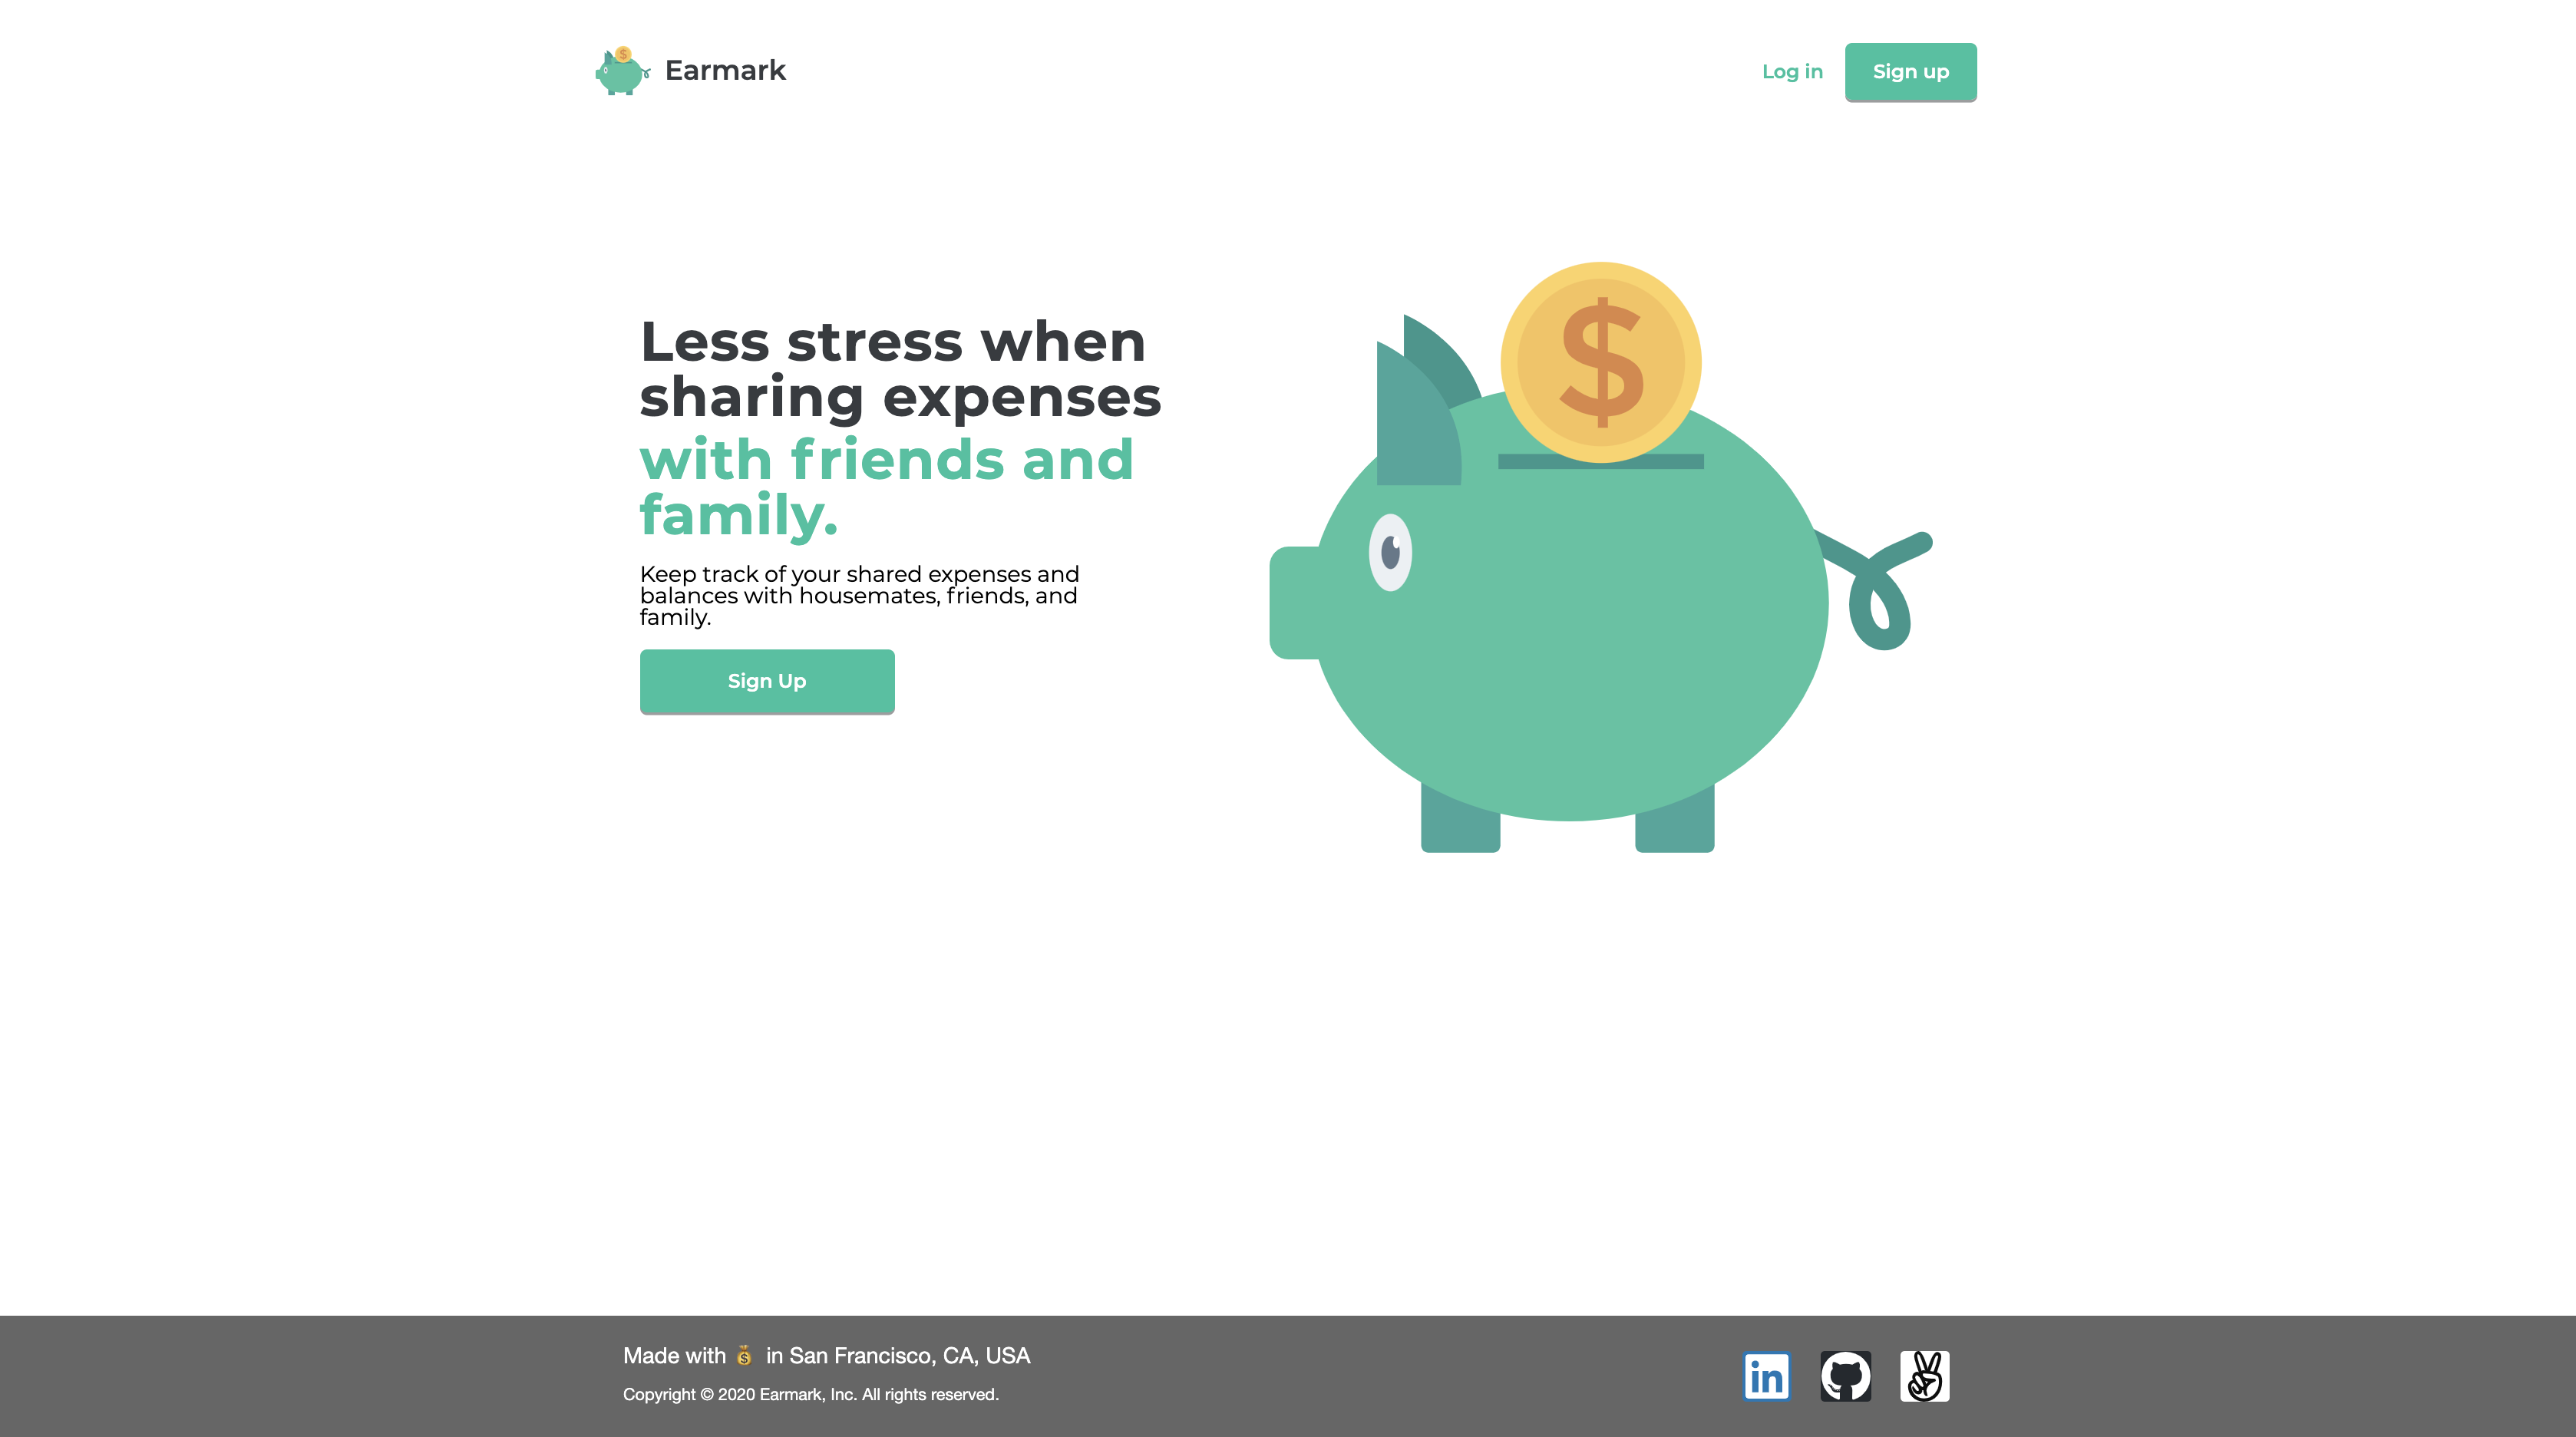 Earmark
Log in
Sign up
Less stress when
sharing expenses
with friends and
family.
Keep track of your shared expenses and
balances with housemates, friends, and
family.
Sign Up
$
Made with 💰 in San Francisco, CA, USA
Copyright © 2020 Earmark, Inc. All rights reserved.
in